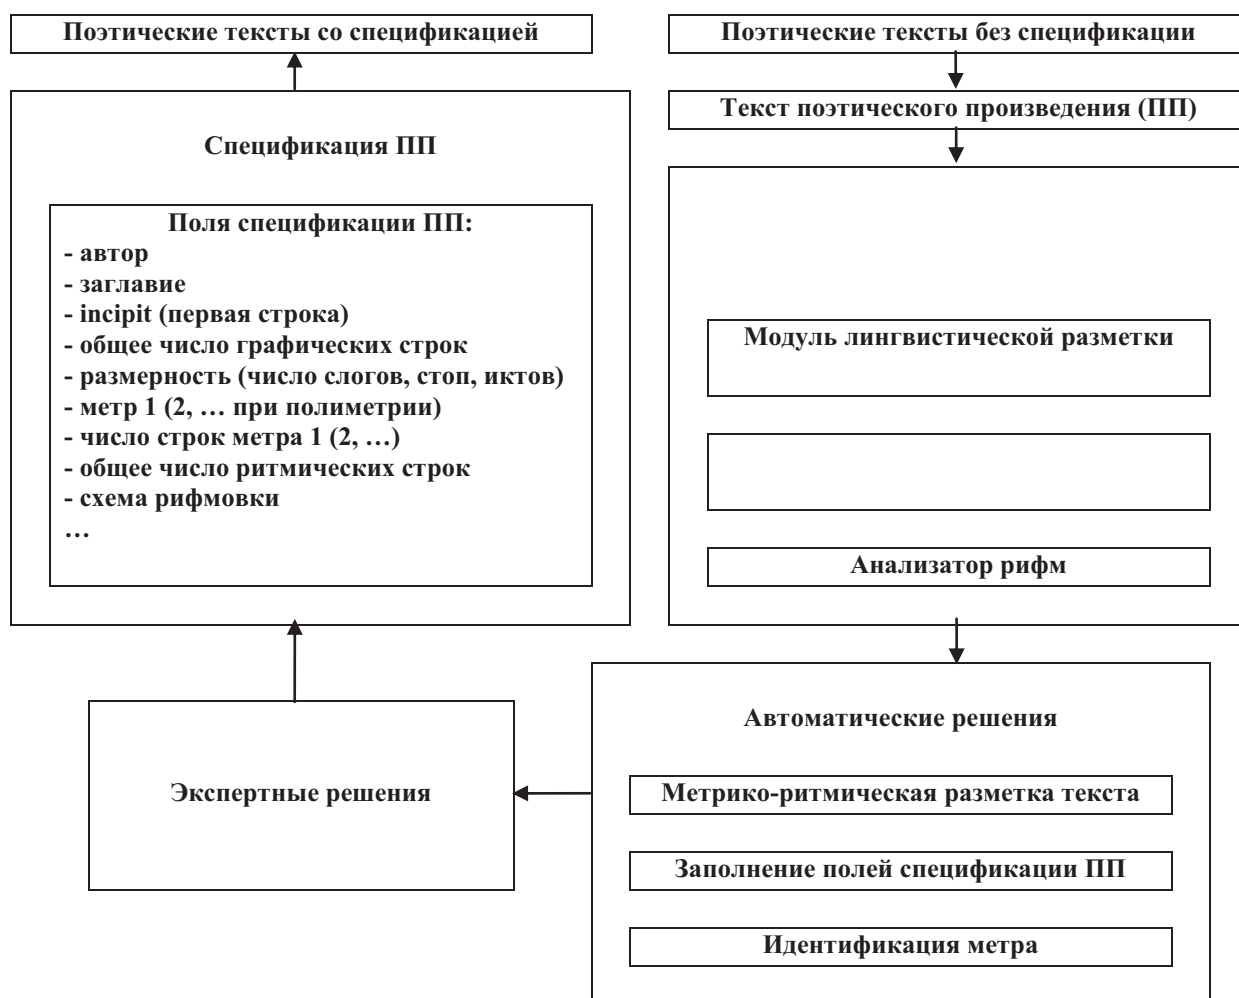 Поэтические тексты со спецификацией
Поэтические тексты без спецификации
Текст поэтического произведения (ПП)
Спецификация ПП
Поля спецификации ПП:
- автор
- заглавие
- incipit (первая строка)
- общее число графических строк
- размерность (число слогов, стоп, иктов)
- метр 1 (2, … при полиметрии)
- число строк метра 1 (2, …)
- общее число ритмических строк
- схема рифмовки
…
Модуль лингвистической разметки
Анализатор рифм
Автоматические решения
Метрико-ритмическая разметка текста
Заполнение полей спецификации ПП
Идентификация метра
Экспертные решения